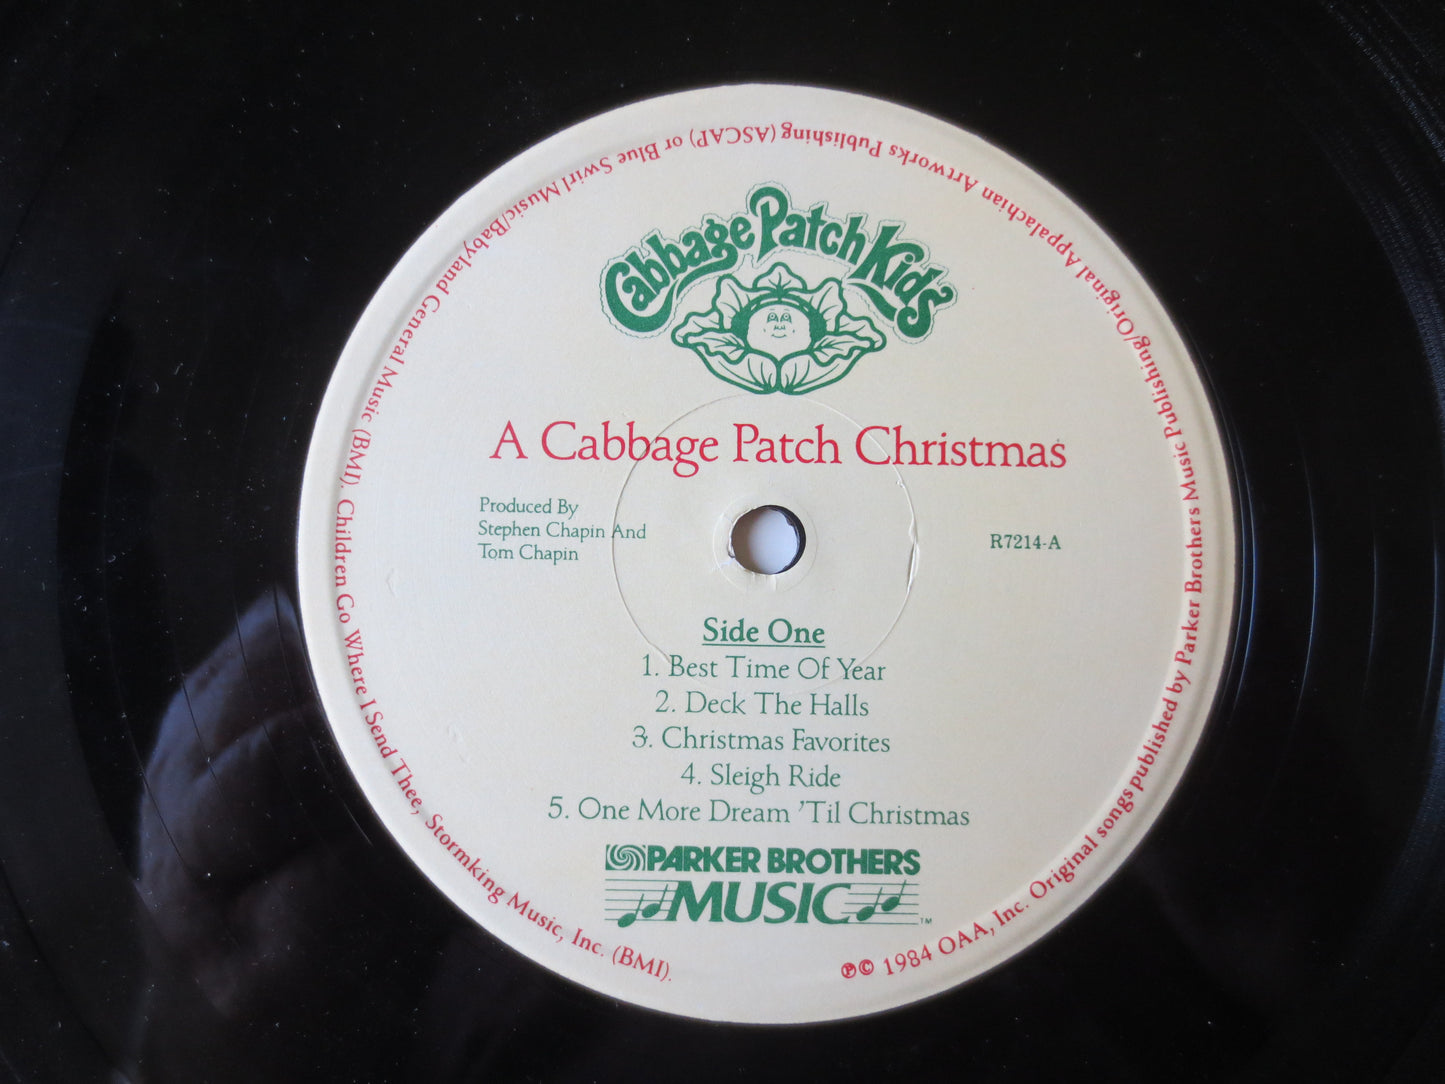 Cabbage Patch Kids
A Cabbage Patch Christmas
Produced By
Stephen Chapin And
Tom Chapin
R7214-A
Side One
1. Best Time Of Year
2. Deck The Halls
3. Christmas Favorites
4. Sleigh Ride
5. One More Dream 'Til Christmas
PARKER BROTHERS
MUSIC ™
℗© 1984 OAA, Inc. Original songs published by Parker Brothers Music Publishing/Original Appalachian Artworks Publishing (ASCAP) or Blue Swirl Music/Babyland General Music (BMI). Children Go Where I Send Thee, Stormking Music, Inc. (BMI).